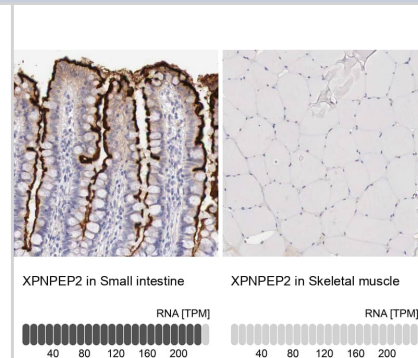 XPNPEP2 in Small intestine
XPNPEP2 in Skeletal muscle
RNA [TPM]
RNA [TPM]
40 80 120 160 200
40 80 120 160 200